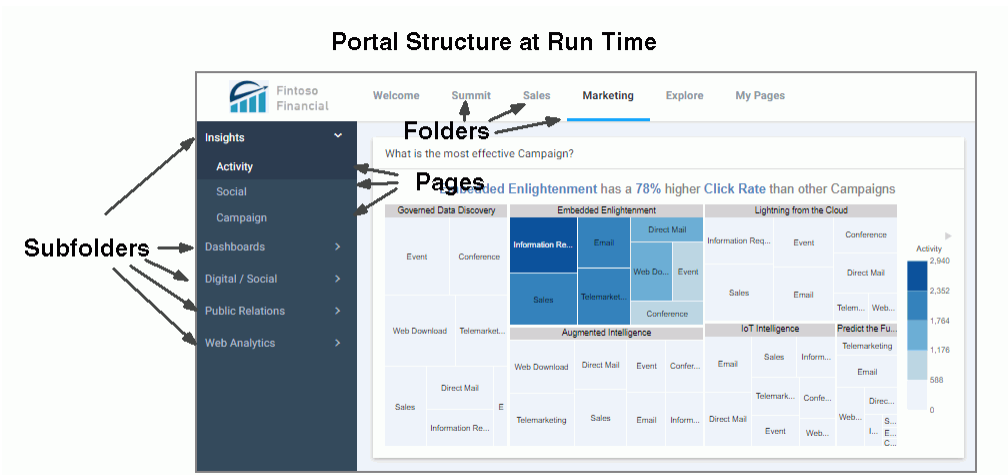 Portal Structure at Run Time
Fintoso
Financial
Welcome Summit Sales Marketing Explore My Pages
Folders
Insights
Activity
Social
Campaign
Dashboards
Digital / Social
Public Relations
Web Analytics
Subfolders
Pages
What is the most effective Campaign?
Embedded Enlightenment has a 78% higher Click Rate than other Campaigns
Governed Data Discovery
Event
Conference
Web Download
Telemarket...
Sales
Direct Mail
Information Re...
E
Embedded Enlightenment
Information Re...
Email
Direct Mail
Web Do...
Event
Sales
Telemarket...
Conference
Lightning from the Cloud
Information Req...
Event
Conference
Direct Mail
Sales
Email
Telem...
Web...
Augmented Intelligence
Web Download
Direct Mail
Event
Confer...
Telemarketing
Sales
Email
Inform...
IoT Intelligence
Email
Sales
Inform...
Telemark...
Confe...
Direct Mail
Event
Web...
Predict the Fu...
Telemarketing
Email
Web...
Direc...
I...
S...
E...
C...
Activity
2,940
2,352
1,764
1,176
588
0